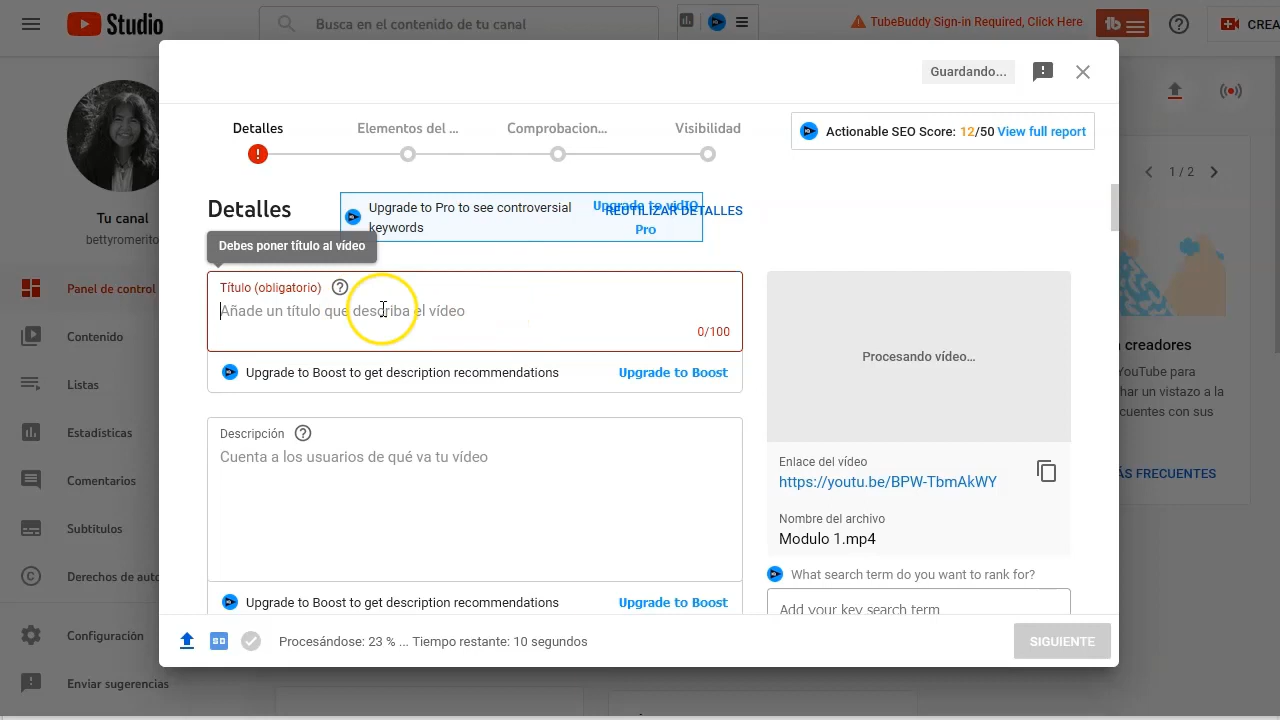 Studio
Busca en el contenido de tu canal
TubeBuddy Sign-in Required, Click Here
tb
CREA
Guardando...
Detalles
Elementos del ...
Comprobacion...
Visibilidad
Actionable SEO Score: 12/50 View full report
1 / 2
Detalles
Upgrade to Pro to see controversial
keywords
Upgrade to vidIQ
Pro
REUTILIZAR DETALLES
Debes poner título al vídeo
Título (obligatorio)
Añade un título que describa el vídeo
0/100
Upgrade to Boost to get description recommendations
Upgrade to Boost
Descripción
Cuenta a los usuarios de qué va tu vídeo
Upgrade to Boost to get description recommendations
Upgrade to Boost
Procesando vídeo...
Enlace del vídeo
https://youtu.be/BPW-TbmAkWY
Nombre del archivo
Modulo 1.mp4
What search term do you want to rank for?
Add your key search term
Tu canal
bettyromerito
Panel de control
Contenido
Listas
Estadísticas
Comentarios
Subtítulos
Derechos de auto
Configuración
Enviar sugerencias
creadores
YouTube para
har un vistazo a la
cuentes con sus
ÁS FRECUENTES
SD
Procesándose: 23 % ... Tiempo restante: 10 segundos
SIGUIENTE